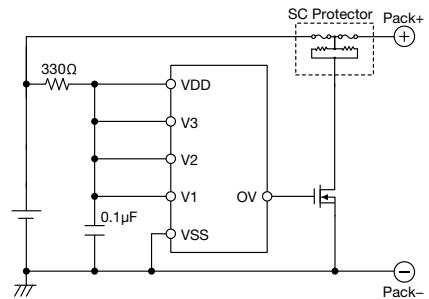 SC Protector
Pack+
330Ω
VDD
V3
V2
V1
OV
0.1μF
VSS
Pack−